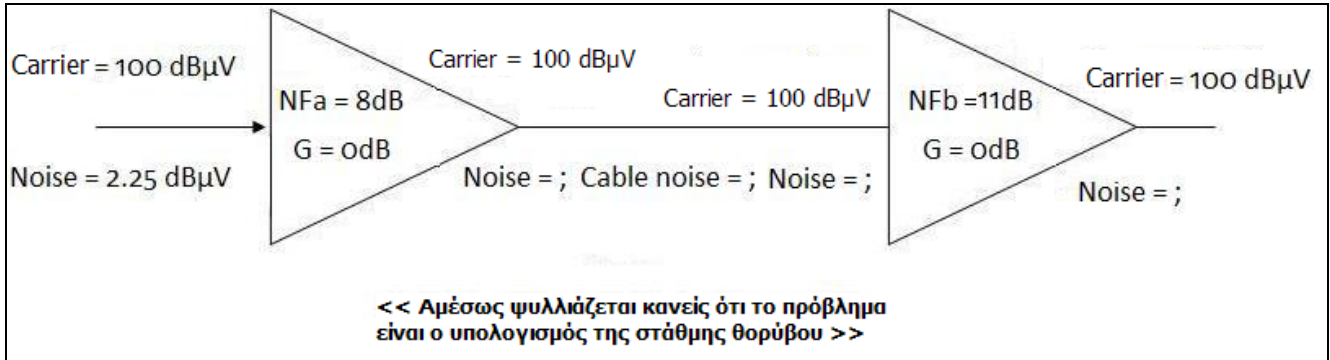 Carrier = 100 dBµV
Carrier = 100 dBµV
Carrier = 100 dBµV
Carrier = 100 dBµV
NFa = 8dB
NFb =11dB
G = 0dB
G = 0dB
Noise = 2.25 dBµV
Noise = ; Cable noise = ; Noise = ;
Noise = ;
<< Αμέσως ψυλλιάζεται κανείς ότι το πρόβλημα
είναι ο υπολογισμός της στάθμης θορύβου >>